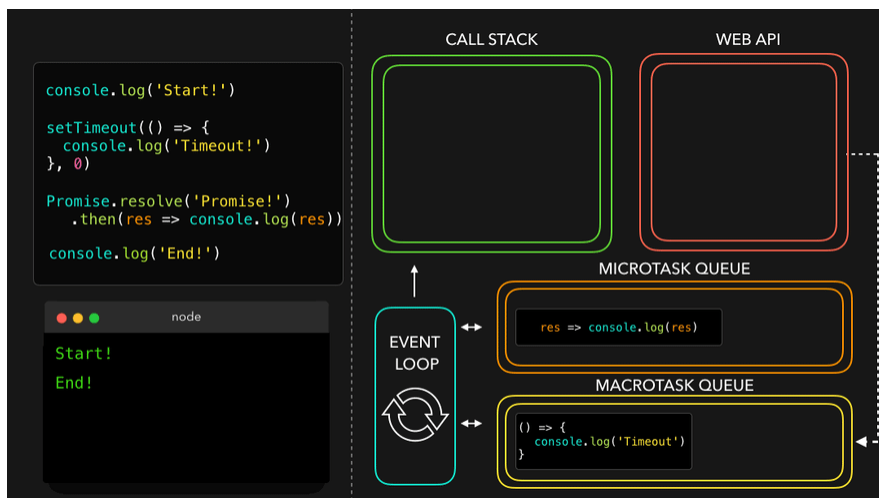 console.log('Start!')
setTimeout(() => {
  console.log('Timeout!')
}, 0)
Promise.resolve('Promise!')
   .then(res => console.log(res))
console.log('End!')
node
Start!
End!
CALL STACK
WEB API
EVENT
LOOP
MICROTASK QUEUE
res => console.log(res)
MACROTASK QUEUE
() => {
  console.log('Timeout')
}